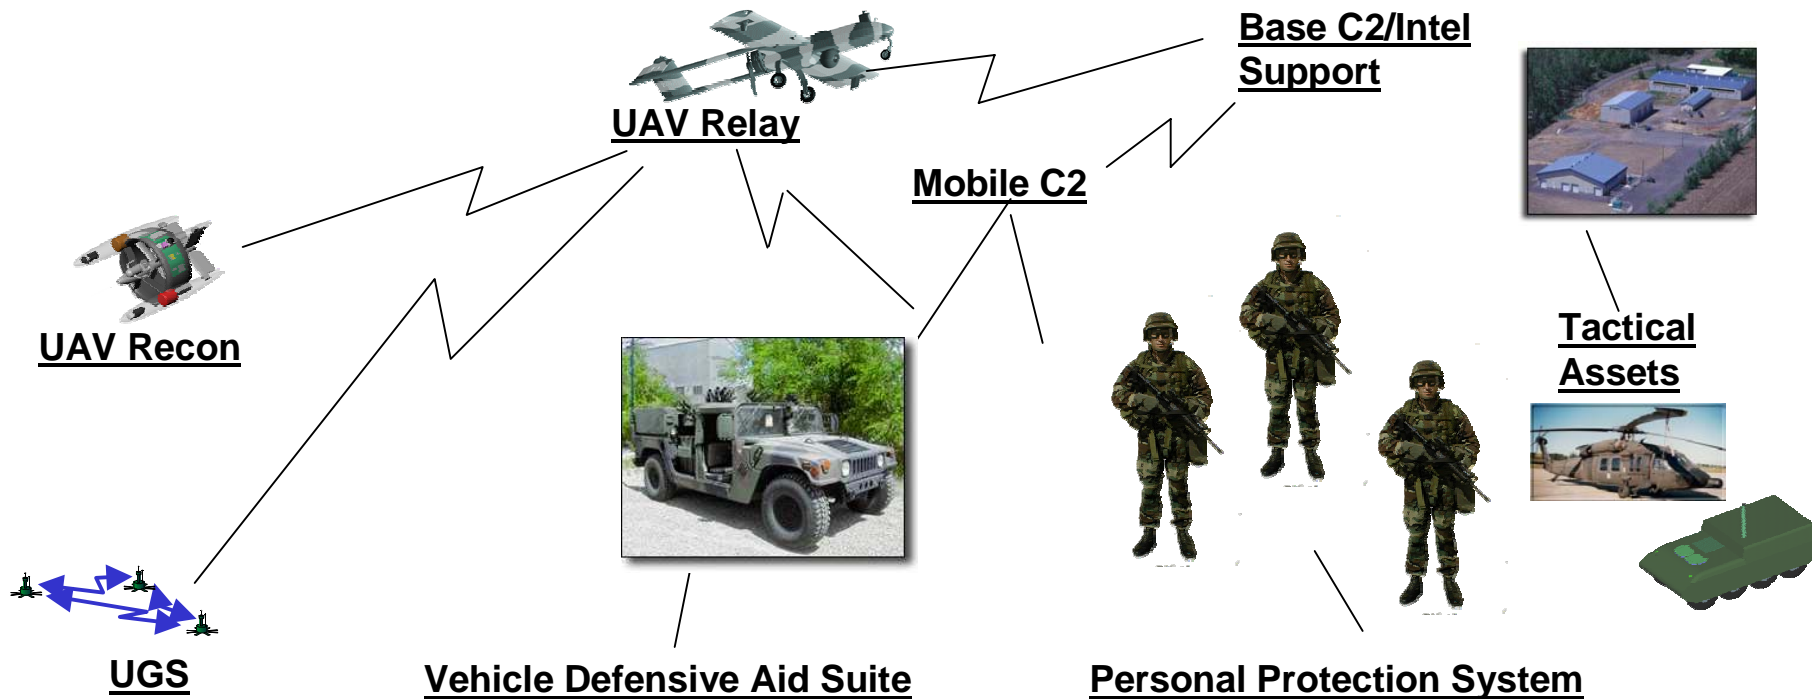 Base C2/Intel
Support
UAV Relay
Mobile C2
UAV Recon
Tactical
Assets
UGS
Vehicle Defensive Aid Suite
Personal Protection System